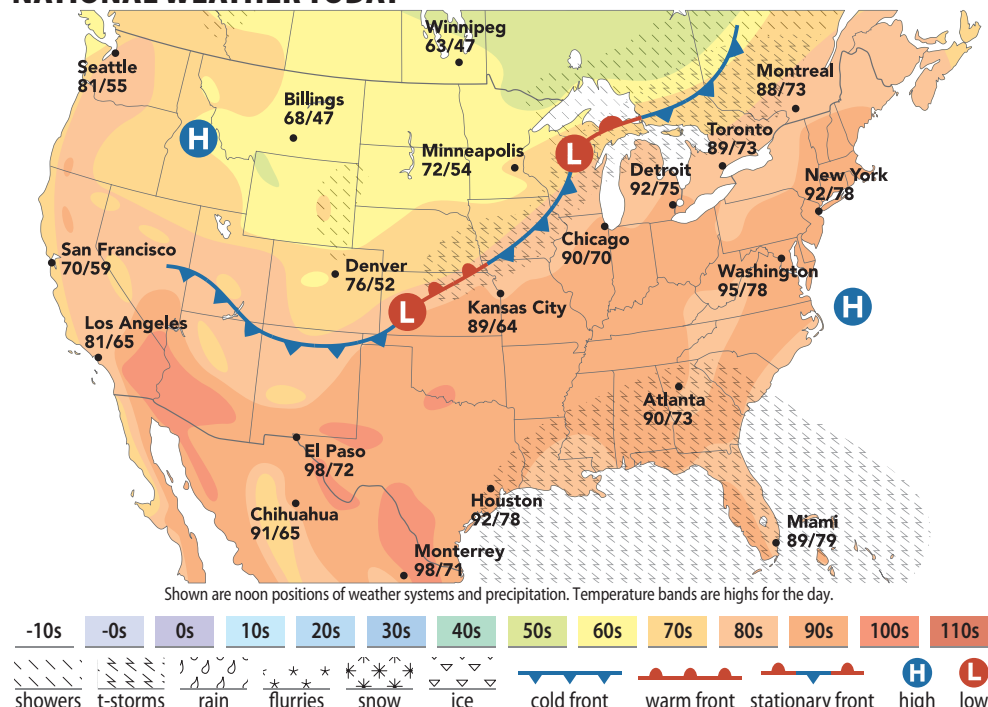 NATIONAL WEATHER TODAY
Winnipeg
63/47
Seattle
81/55
Montreal
88/73
Billings
68/47
H
Toronto
89/73
Minneapolis
72/54
L
Detroit
92/75
New York
92/78
San Francisco
70/59
Chicago
90/70
Denver
76/52
Washington
95/78
L
Kansas City
89/64
H
Los Angeles
81/65
Atlanta
90/73
El Paso
98/72
Houston
92/78
Chihuahua
91/65
Miami
89/79
Monterrey
98/71
Shown are noon positions of weather systems and precipitation. Temperature bands are highs for the day.
-10s -0s 0s 10s 20s 30s 40s 50s 60s 70s 80s 90s 100s 110s
H L
showers t-storms rain flurries snow ice cold front warm front stationary front high low